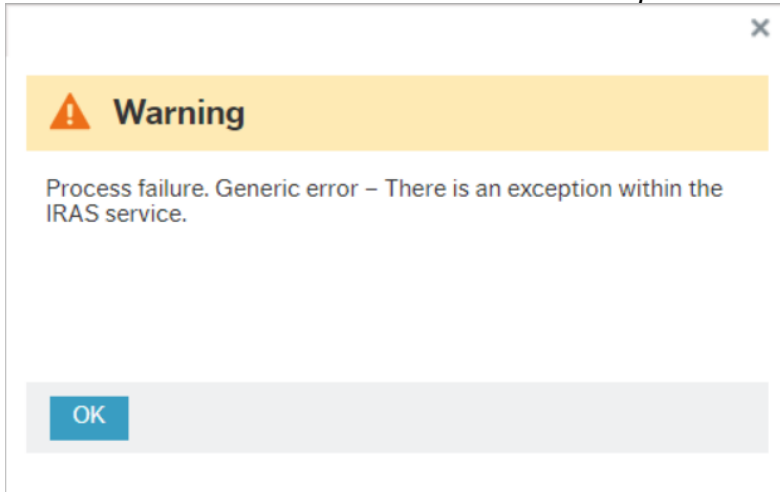 Warning
Process failure. Generic error – There is an exception within the
IRAS service.
OK